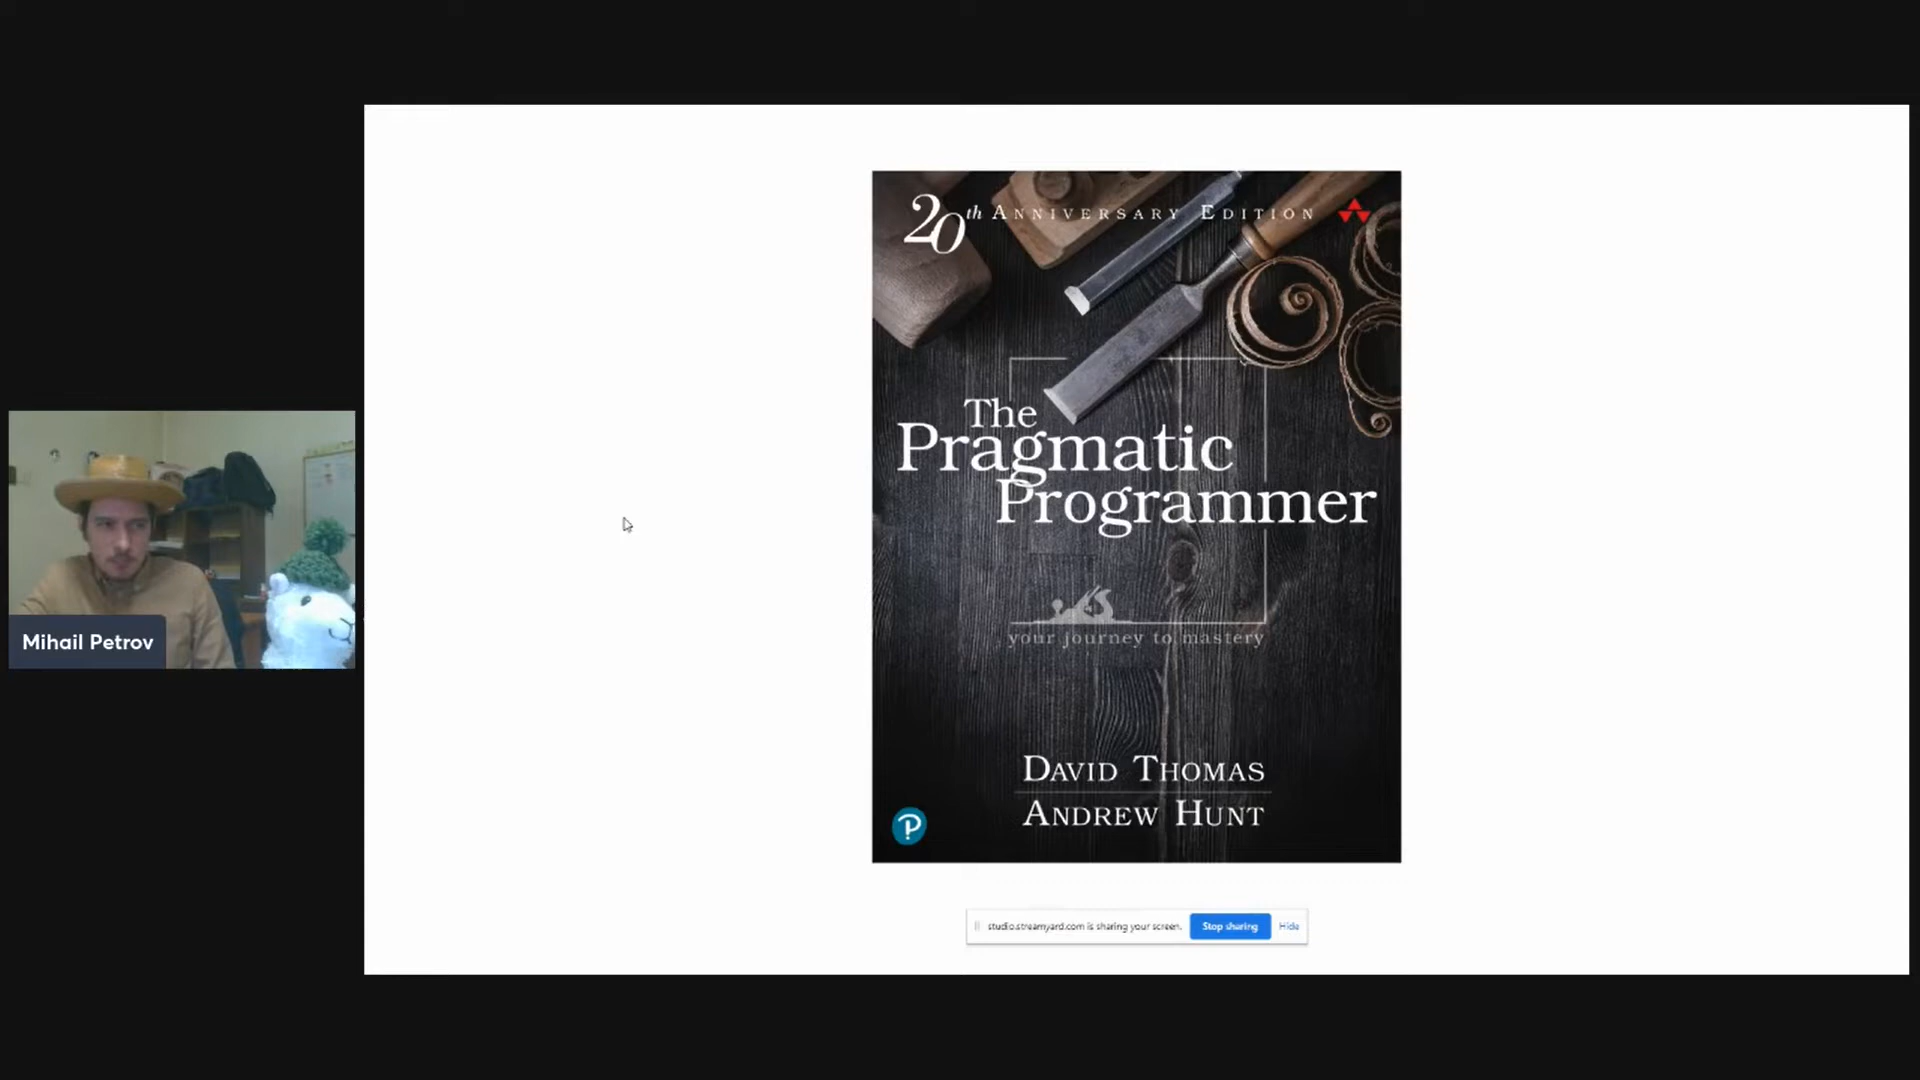 20th ANNIVERSARY EDITION
The
Pragmatic
Programmer
your journey to mastery
DAVID THOMAS
ANDREW HUNT
P
Mihail Petrov
studio.streamyard.com is sharing your screen.
Stop sharing
Hide